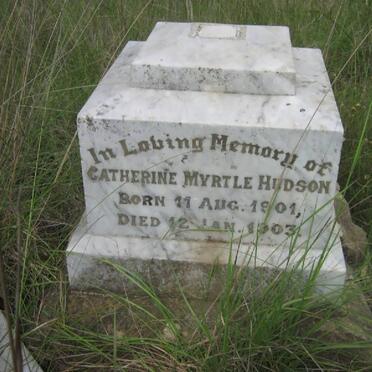 In Loving Memory of
CATHERINE MYRTLE HUDSON
BORN 11 AUG. 1901,
DIED 12 JAN. 1903.